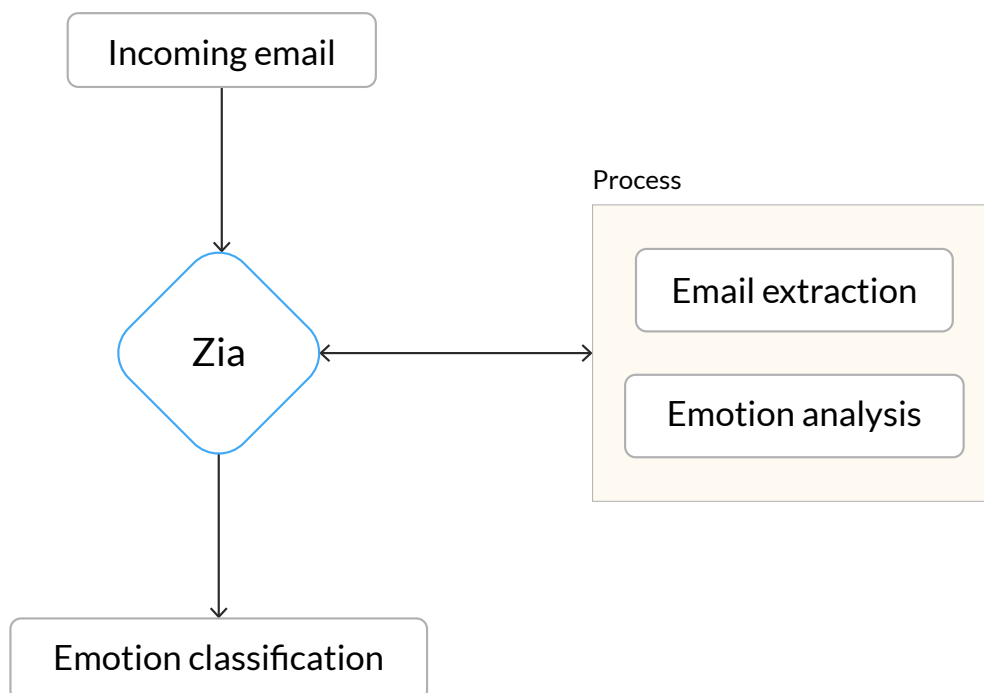 Incoming email
Process
Email extraction
Zia
Emotion analysis
Emotion classification